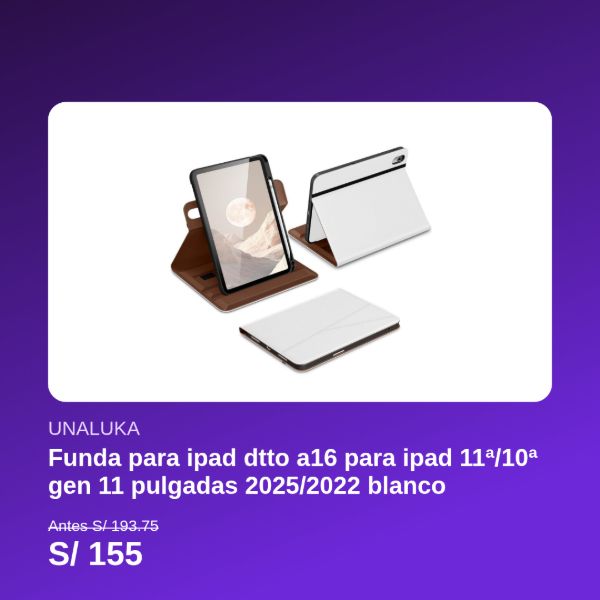 UNALUKA
Funda para ipad dtto a16 para ipad 11ª/10ª
gen 11 pulgadas 2025/2022 blanco
Antes S/ 193.75
S/ 155